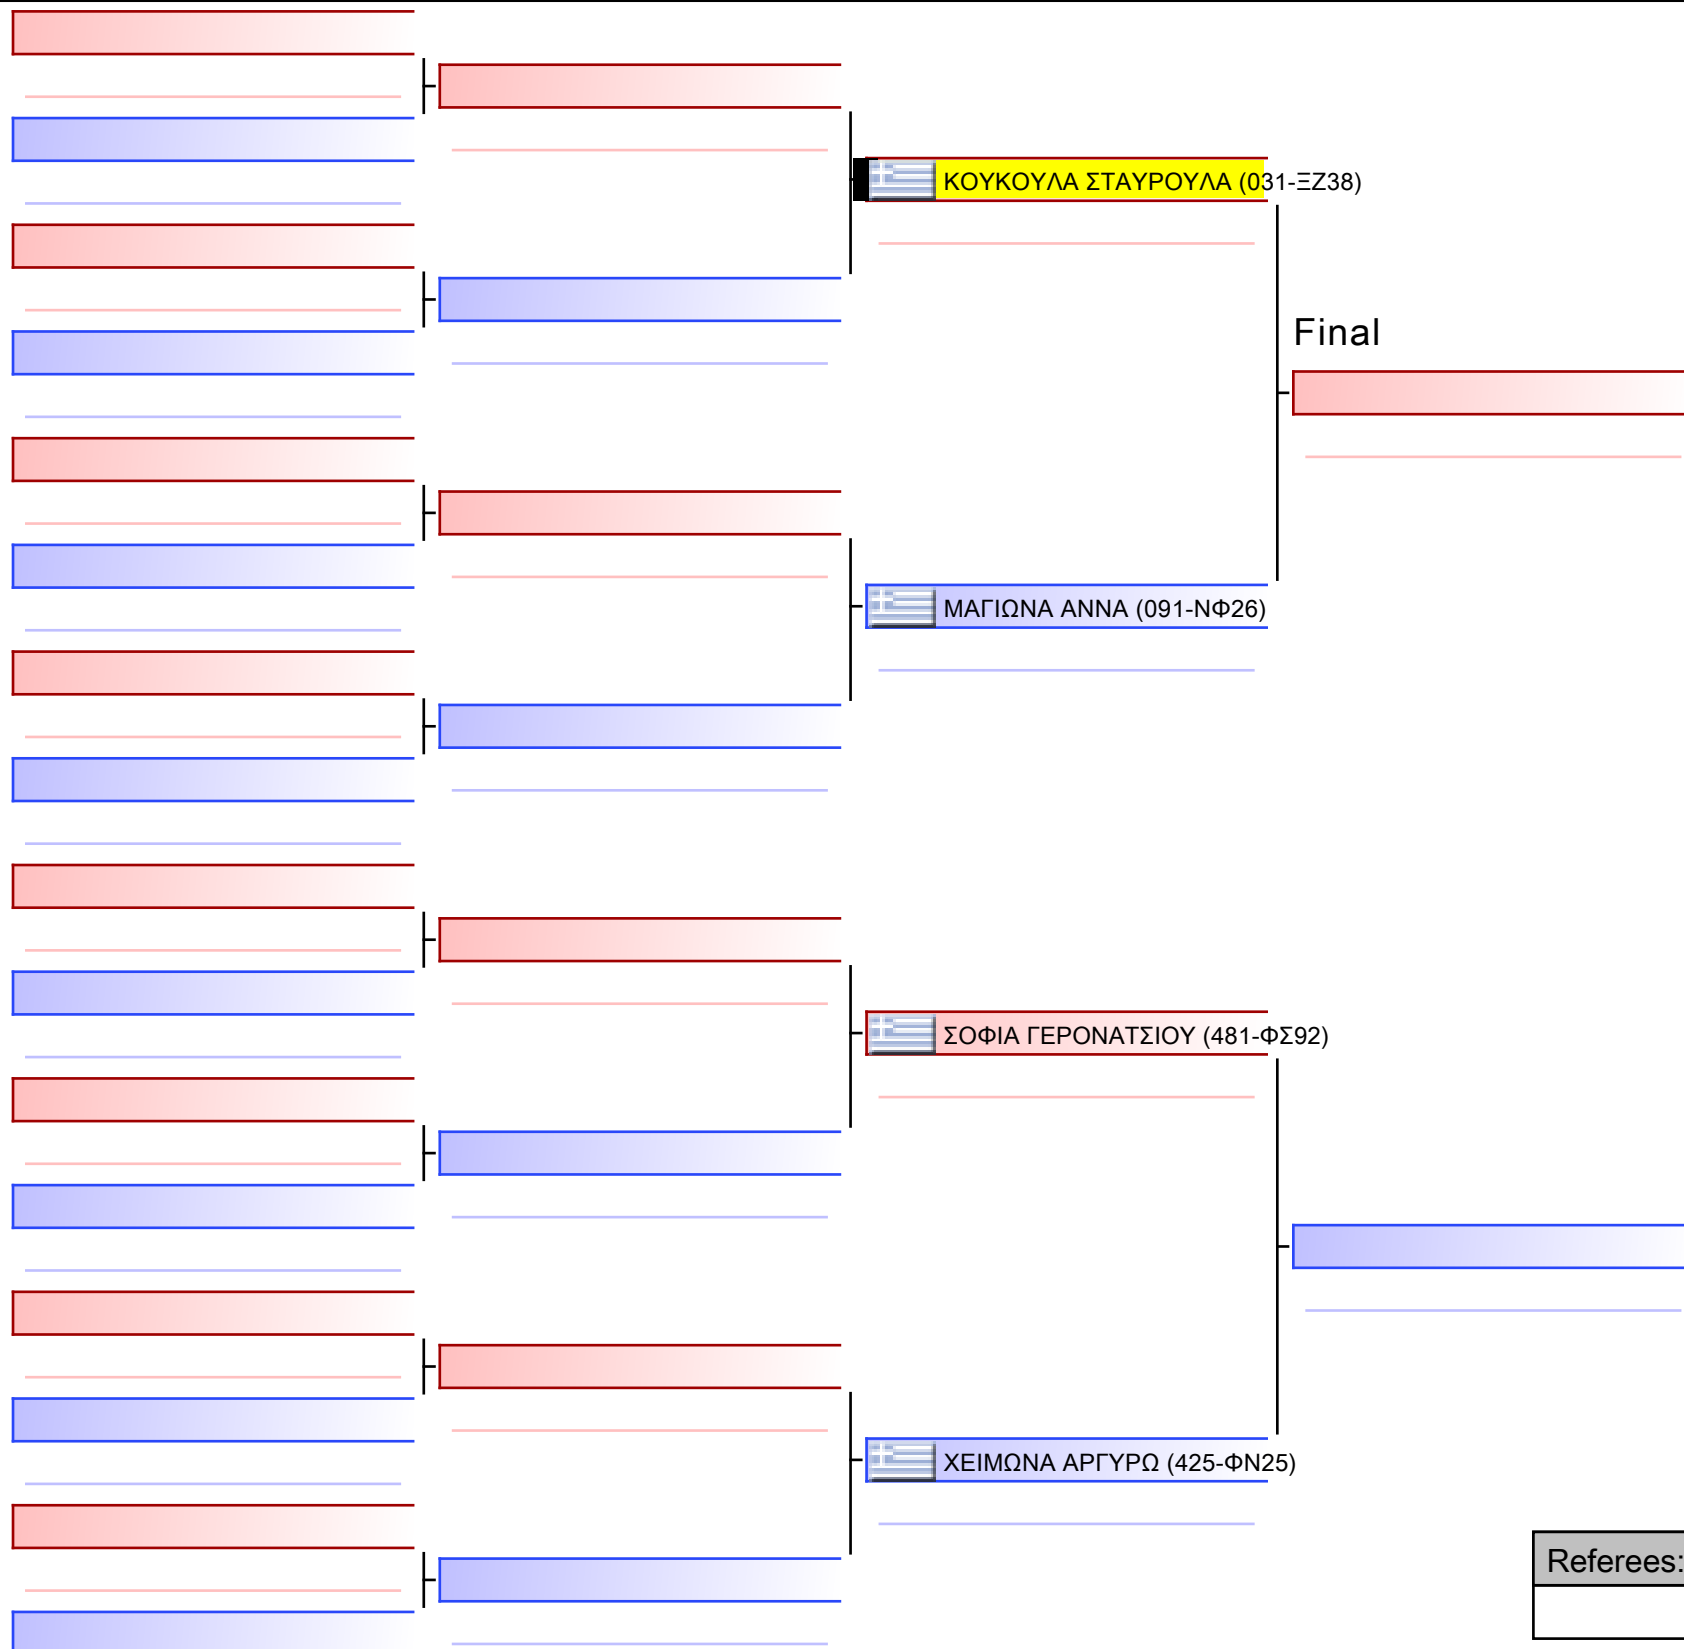 ΚΟΥΚΟΥΛΑ ΣΤΑΥΡΟΥΛΑ (031-ΞΖ38)
Final
ΜΑΓΙΩΝΑ ΑΝΝΑ (091-ΝΦ26)
ΣΟΦΙΑ ΓΕΡΟΝΑΤΣΙΟΥ (481-ΦΣ92)
ΧΕΙΜΩΝΑ ΑΡΓΥΡΩ (425-ΦΝ25)
Referees: